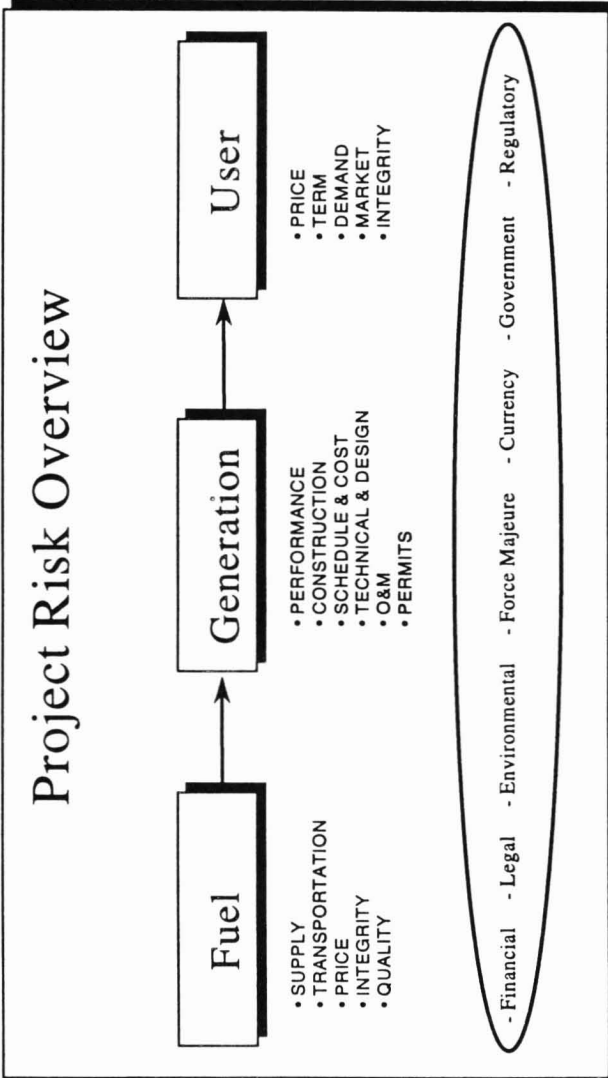 Project Risk Overview
Fuel
• SUPPLY
• TRANSPORTATION
• PRICE
• INTEGRITY
• QUALITY
Generation
• PERFORMANCE
• CONSTRUCTION
• SCHEDULE & COST
• TECHNICAL & DESIGN
• O&M
• PERMITS
User
• PRICE
• TERM
• DEMAND
• MARKET
• INTEGRITY
- Financial - Legal - Environmental - Force Majeure - Currency - Government - Regulatory